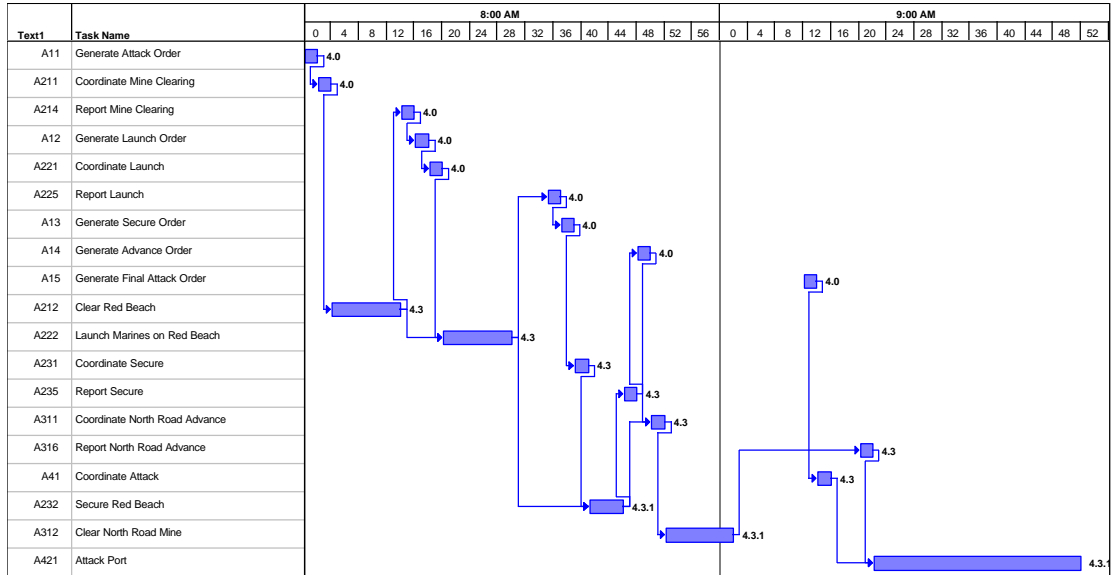 8:00 AM 9:00 AM
Text1 Task Name 0 4 8 12 16 20 24 28 32 36 40 44 48 52 56 0 4 8 12 15 20 24 28 32 36 40 44 48 52
A11 Generate Attack Order 4.0
A211 Coordinate Mine Clearing 4.0
A214 Report Mine Clearing 4.0
A12 Generate Launch Order 4.0
A221 Coordinate Launch 4.0
A225 Report Launch 4.0
A13 Generate Secure Order 4.0
A14 Generate Advance Order 4.0
A15 Generate Final Attack Order 4.0
A212 Clear Red Beach 4.3
A222 Launch Marines on Red Beach 4.3
A231 Coordinate Secure 4.3
A235 Report Secure 4.3
A311 Coordinate North Road Advance 4.3
A316 Report North Road Advance 4.3
A41 Coordinate Attack 4.3
A232 Secure Red Beach 4.3.1
A312 Clear North Road Mine 4.3.1
A421 Attack Port 4.3.1